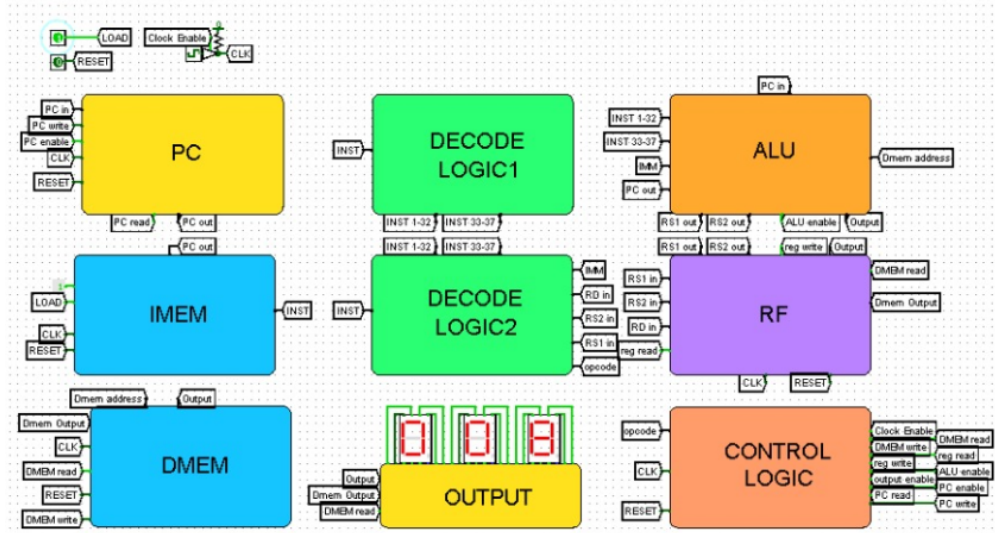 LOAD
Clock Enable
CLK
RESET
PC in
PC in
PC write
PC enable
CLK
RESET
PC
PC read
PC out
INST
DECODE
LOGIC1
INST 1-32
INST 33-37
INST 1-32
INST 33-37
IMM
PC out
ALU
Dmem address
RS1 out
RS2 out
ALU enable
Output
PC out
LOAD
CLK
RESET
IMEM
INST
INST 1-32
INST 33-37
INST
DECODE
LOGIC2
IMM
RD in
RS2 in
RS1 in
opcode
RS1 out
RS2 out
reg write
Output
RS1 in
RS2 in
RD in
reg read
RF
DMEM read
Dmem Output
CLK
RESET
Dmem address
Output
Dmem Output
CLK
DMEM read
RESET
DMEM write
DMEM
008
Output
Dmem Output
DMEM read
OUTPUT
opcode
CLK
RESET
CONTROL
LOGIC
Clock Enable
DMEM read
DMEM write
reg read
reg write
ALU enable
output enable
PC enable
PC read
PC write